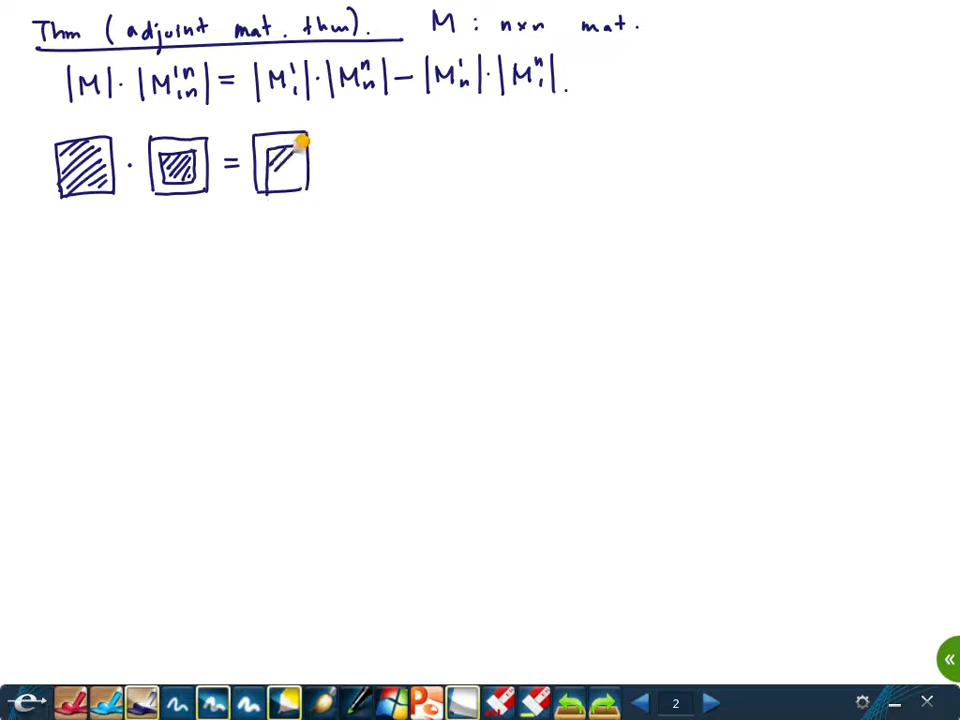 Thm (adjoint mat. thm). M : n×n mat.
|M| · |M^{1n}_{1n}| = |M^1_1| · |M^n_n| − |M^1_n| · |M^n_1| .
· =
2